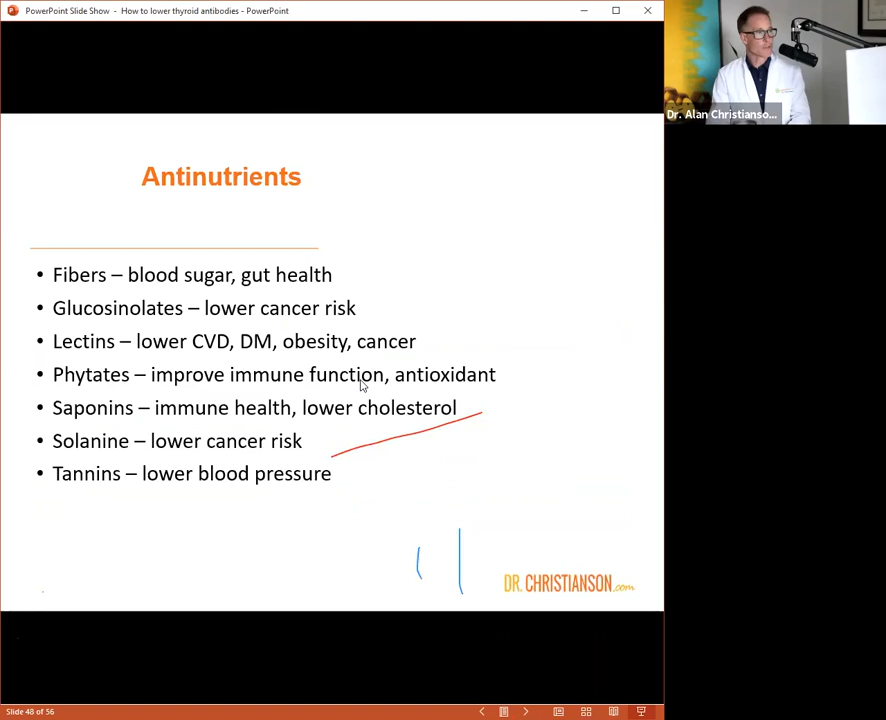 PowerPoint Slide Show - How to lower thyroid antibodies - PowerPoint
Dr. Alan Christianso...
Antinutrients
• Fibers – blood sugar, gut health
• Glucosinolates – lower cancer risk
• Lectins – lower CVD, DM, obesity, cancer
• Phytates – improve immune function, antioxidant
• Saponins – immune health, lower cholesterol
• Solanine – lower cancer risk
• Tannins – lower blood pressure
DR. CHRISTIANSON.com
Slide 48 of 56